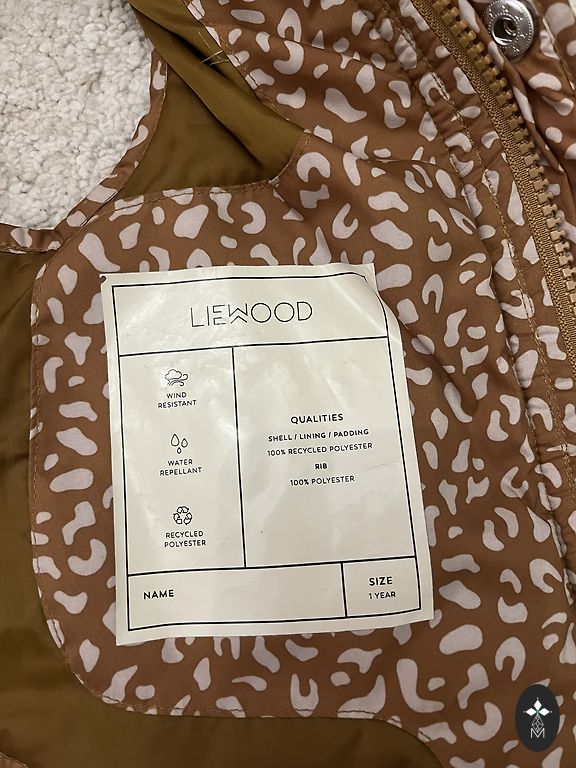 LIEWOOD
WIND
RESISTANT
WATER
REPELLANT
RECYCLED
POLYESTER
QUALITIES
SHELL / LINING / PADDING
100% RECYCLED POLYESTER
RIB
100% POLYESTER
NAME
SIZE
1 YEAR
M